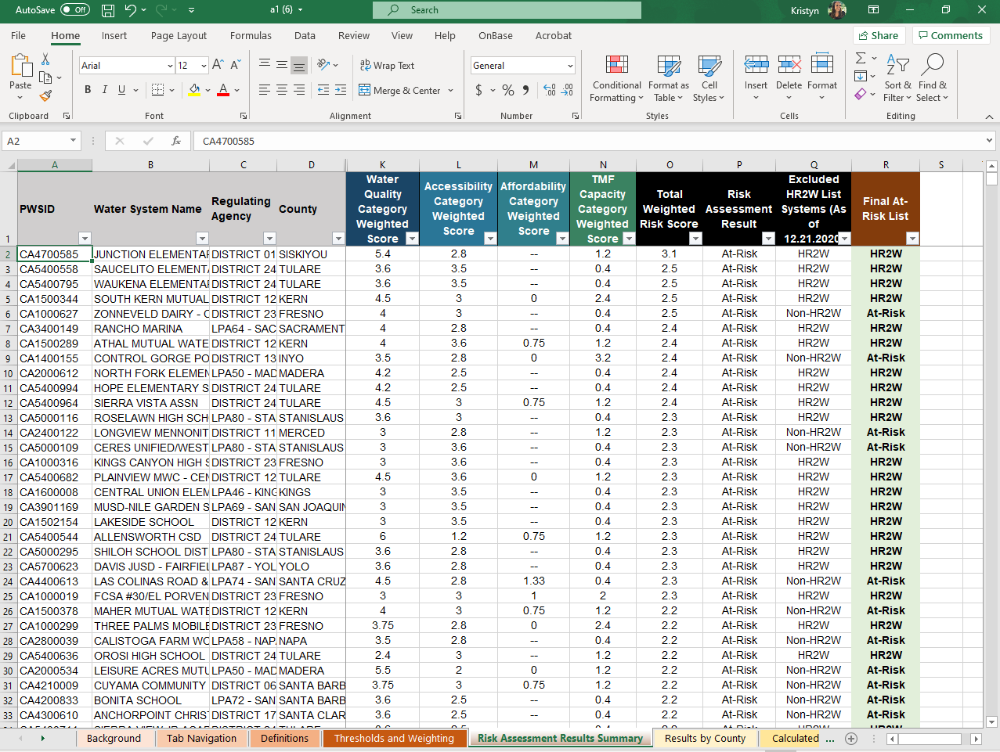 AutoSave Off a1 (6) Search Kristyn
File Home Insert Page Layout Formulas Data Review View Help OnBase Acrobat Share Comments
Arial 12 Wrap Text General
Paste B I U Merge & Center $ % Conditional Formatting Format as Table Cell Styles Insert Delete Format Sort & Filter Find & Select
Clipboard Font Alignment Number Styles Cells Editing
A2 fx CA4700585
A B C D K L M N O P Q R S
1 PWSID Water System Name Regulating Agency County Water Quality Category Weighted Score Accessibility Category Weighted Score Affordability Category Weighted Score TMF Capacity Category Weighted Score Total Weighted Risk Score Risk Assessment Result Excluded HR2W List Systems (As of 12.21.2020 Final At-Risk List
2 CA4700585 JUNCTION ELEMENTAR DISTRICT 01 SISKIYOU 5.4 2.8 -- 1.2 3.1 At-Risk HR2W HR2W
3 CA5400558 SAUCELITO ELEMENTA DISTRICT 24 TULARE 3.6 3.5 -- 0.4 2.5 At-Risk HR2W HR2W
4 CA5400795 WAUKENA ELEMENTAR DISTRICT 24 TULARE 3.6 3.5 -- 0.4 2.5 At-Risk HR2W HR2W
5 CA1500344 SOUTH KERN MUTUAL DISTRICT 12 KERN 4.5 3 0 2.4 2.5 At-Risk HR2W HR2W
6 CA1000627 ZONNEVELD DAIRY - C DISTRICT 23 FRESNO 4 3 -- 0.4 2.5 At-Risk Non-HR2W At-Risk
7 CA3400149 RANCHO MARINA LPA64 - SAC SACRAMENT 4 2.8 -- 0.4 2.4 At-Risk HR2W HR2W
8 CA1500289 ATHAL MUTUAL WATE DISTRICT 12 KERN 4 3.6 0.75 1.2 2.4 At-Risk HR2W HR2W
9 CA1400155 CONTROL GORGE PO DISTRICT 13 INYO 3.5 2.8 0 3.2 2.4 At-Risk Non-HR2W At-Risk
10 CA2000612 NORTH FORK ELEMEN LPA50 - MAD MADERA 4.2 2.5 -- 0.4 2.4 At-Risk HR2W HR2W
11 CA5400994 HOPE ELEMENTARY S DISTRICT 24 TULARE 4.2 2.5 -- 0.4 2.4 At-Risk HR2W HR2W
12 CA5400964 SIERRA VISTA ASSN DISTRICT 24 TULARE 4.5 3 0.75 1.2 2.4 At-Risk HR2W HR2W
13 CA5000116 ROSELAWN HIGH SCH LPA80 - STA STANISLAUS 3.6 3 -- 0.4 2.3 At-Risk HR2W HR2W
14 CA2400122 LONGVIEW MENNONIT DISTRICT 11 MERCED 3 2.8 -- 1.2 2.3 At-Risk Non-HR2W At-Risk
15 CA5000109 CERES UNIFIED/WEST LPA80 - STA STANISLAUS 3 3.6 -- 0.4 2.3 At-Risk Non-HR2W At-Risk
16 CA1000316 KINGS CANYON HIGH S DISTRICT 23 FRESNO 3 3.6 -- 0.4 2.3 At-Risk HR2W HR2W
17 CA5400682 PLAINVIEW MWC - CEN DISTRICT 12 TULARE 4.5 3.6 0 1.2 2.3 At-Risk HR2W HR2W
18 CA1600008 CENTRAL UNION ELEM LPA46 - KING KINGS 3 3.5 -- 0.4 2.3 At-Risk HR2W HR2W
19 CA3901169 MUSD-NILE GARDEN S LPA69 - SAN SAN JOAQUIN 3 3.5 -- 0.4 2.3 At-Risk HR2W HR2W
20 CA1502154 LAKESIDE SCHOOL DISTRICT 12 KERN 3 3.5 -- 0.4 2.3 At-Risk HR2W HR2W
21 CA5400544 ALLENSWORTH CSD DISTRICT 24 TULARE 6 1.2 0.75 1.2 2.3 At-Risk HR2W HR2W
22 CA5000295 SHILOH SCHOOL DIST LPA80 - STA STANISLAUS 3.6 2.8 -- 0.4 2.3 At-Risk HR2W HR2W
23 CA5700623 DAVIS JUSD - FAIRFIEL LPA87 - YOL YOLO 3.6 2.8 -- 0.4 2.3 At-Risk HR2W HR2W
24 CA4400613 LAS COLINAS ROAD & LPA74 - SAN SANTA CRUZ 4.5 2.8 1.33 0.4 2.3 At-Risk Non-HR2W At-Risk
25 CA1000019 FCSA #30/EL PORVEN DISTRICT 23 FRESNO 3 3 1 2 2.3 At-Risk HR2W HR2W
26 CA1500378 MAHER MUTUAL WATE DISTRICT 12 KERN 4 3 0.75 1.2 2.2 At-Risk Non-HR2W At-Risk
27 CA1000299 THREE PALMS MOBILE DISTRICT 23 FRESNO 3.75 2.8 0 2.4 2.2 At-Risk HR2W HR2W
28 CA2800039 CALISTOGA FARM WO LPA58 - NAP NAPA 3.5 2.8 -- 0.4 2.2 At-Risk Non-HR2W At-Risk
29 CA5400636 OROSI HIGH SCHOOL DISTRICT 24 TULARE 2.4 3 -- 1.2 2.2 At-Risk HR2W HR2W
30 CA2000534 LEISURE ACRES MUTU LPA50 - MAD MADERA 5.5 2 0 1.2 2.2 At-Risk Non-HR2W At-Risk
31 CA4210009 CUYAMA COMMUNITY DISTRICT 06 SANTA BARB 3.75 3 0.75 1.2 2.2 At-Risk Non-HR2W At-Risk
32 CA4200833 BONITA SCHOOL LPA72 - SAN SANTA BARB 3.6 2.5 -- 0.4 2.2 At-Risk Non-HR2W At-Risk
33 CA4300610 ANCHORPOINT CHRIS DISTRICT 17 SANTA CLAR 3.6 2.5 -- 0.4 2.2 At-Risk Non-HR2W At-Risk
Background Tab Navigation Definitions Thresholds and Weighting Risk Assessment Results Summary Results by County Calculated ...